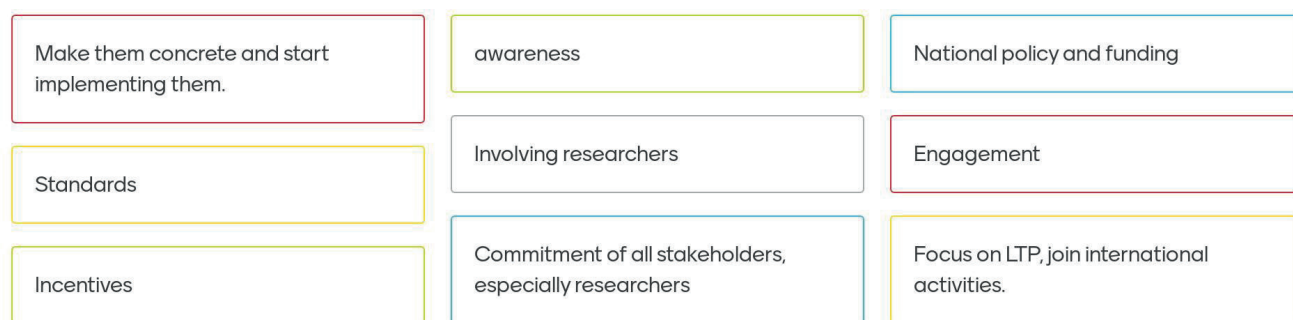 Make them concrete and start
implementing them.
Standards
Incentives
awareness
Involving researchers
Commitment of all stakeholders,
especially researchers
National policy and funding
Engagement
Focus on LTP, join international
activities.